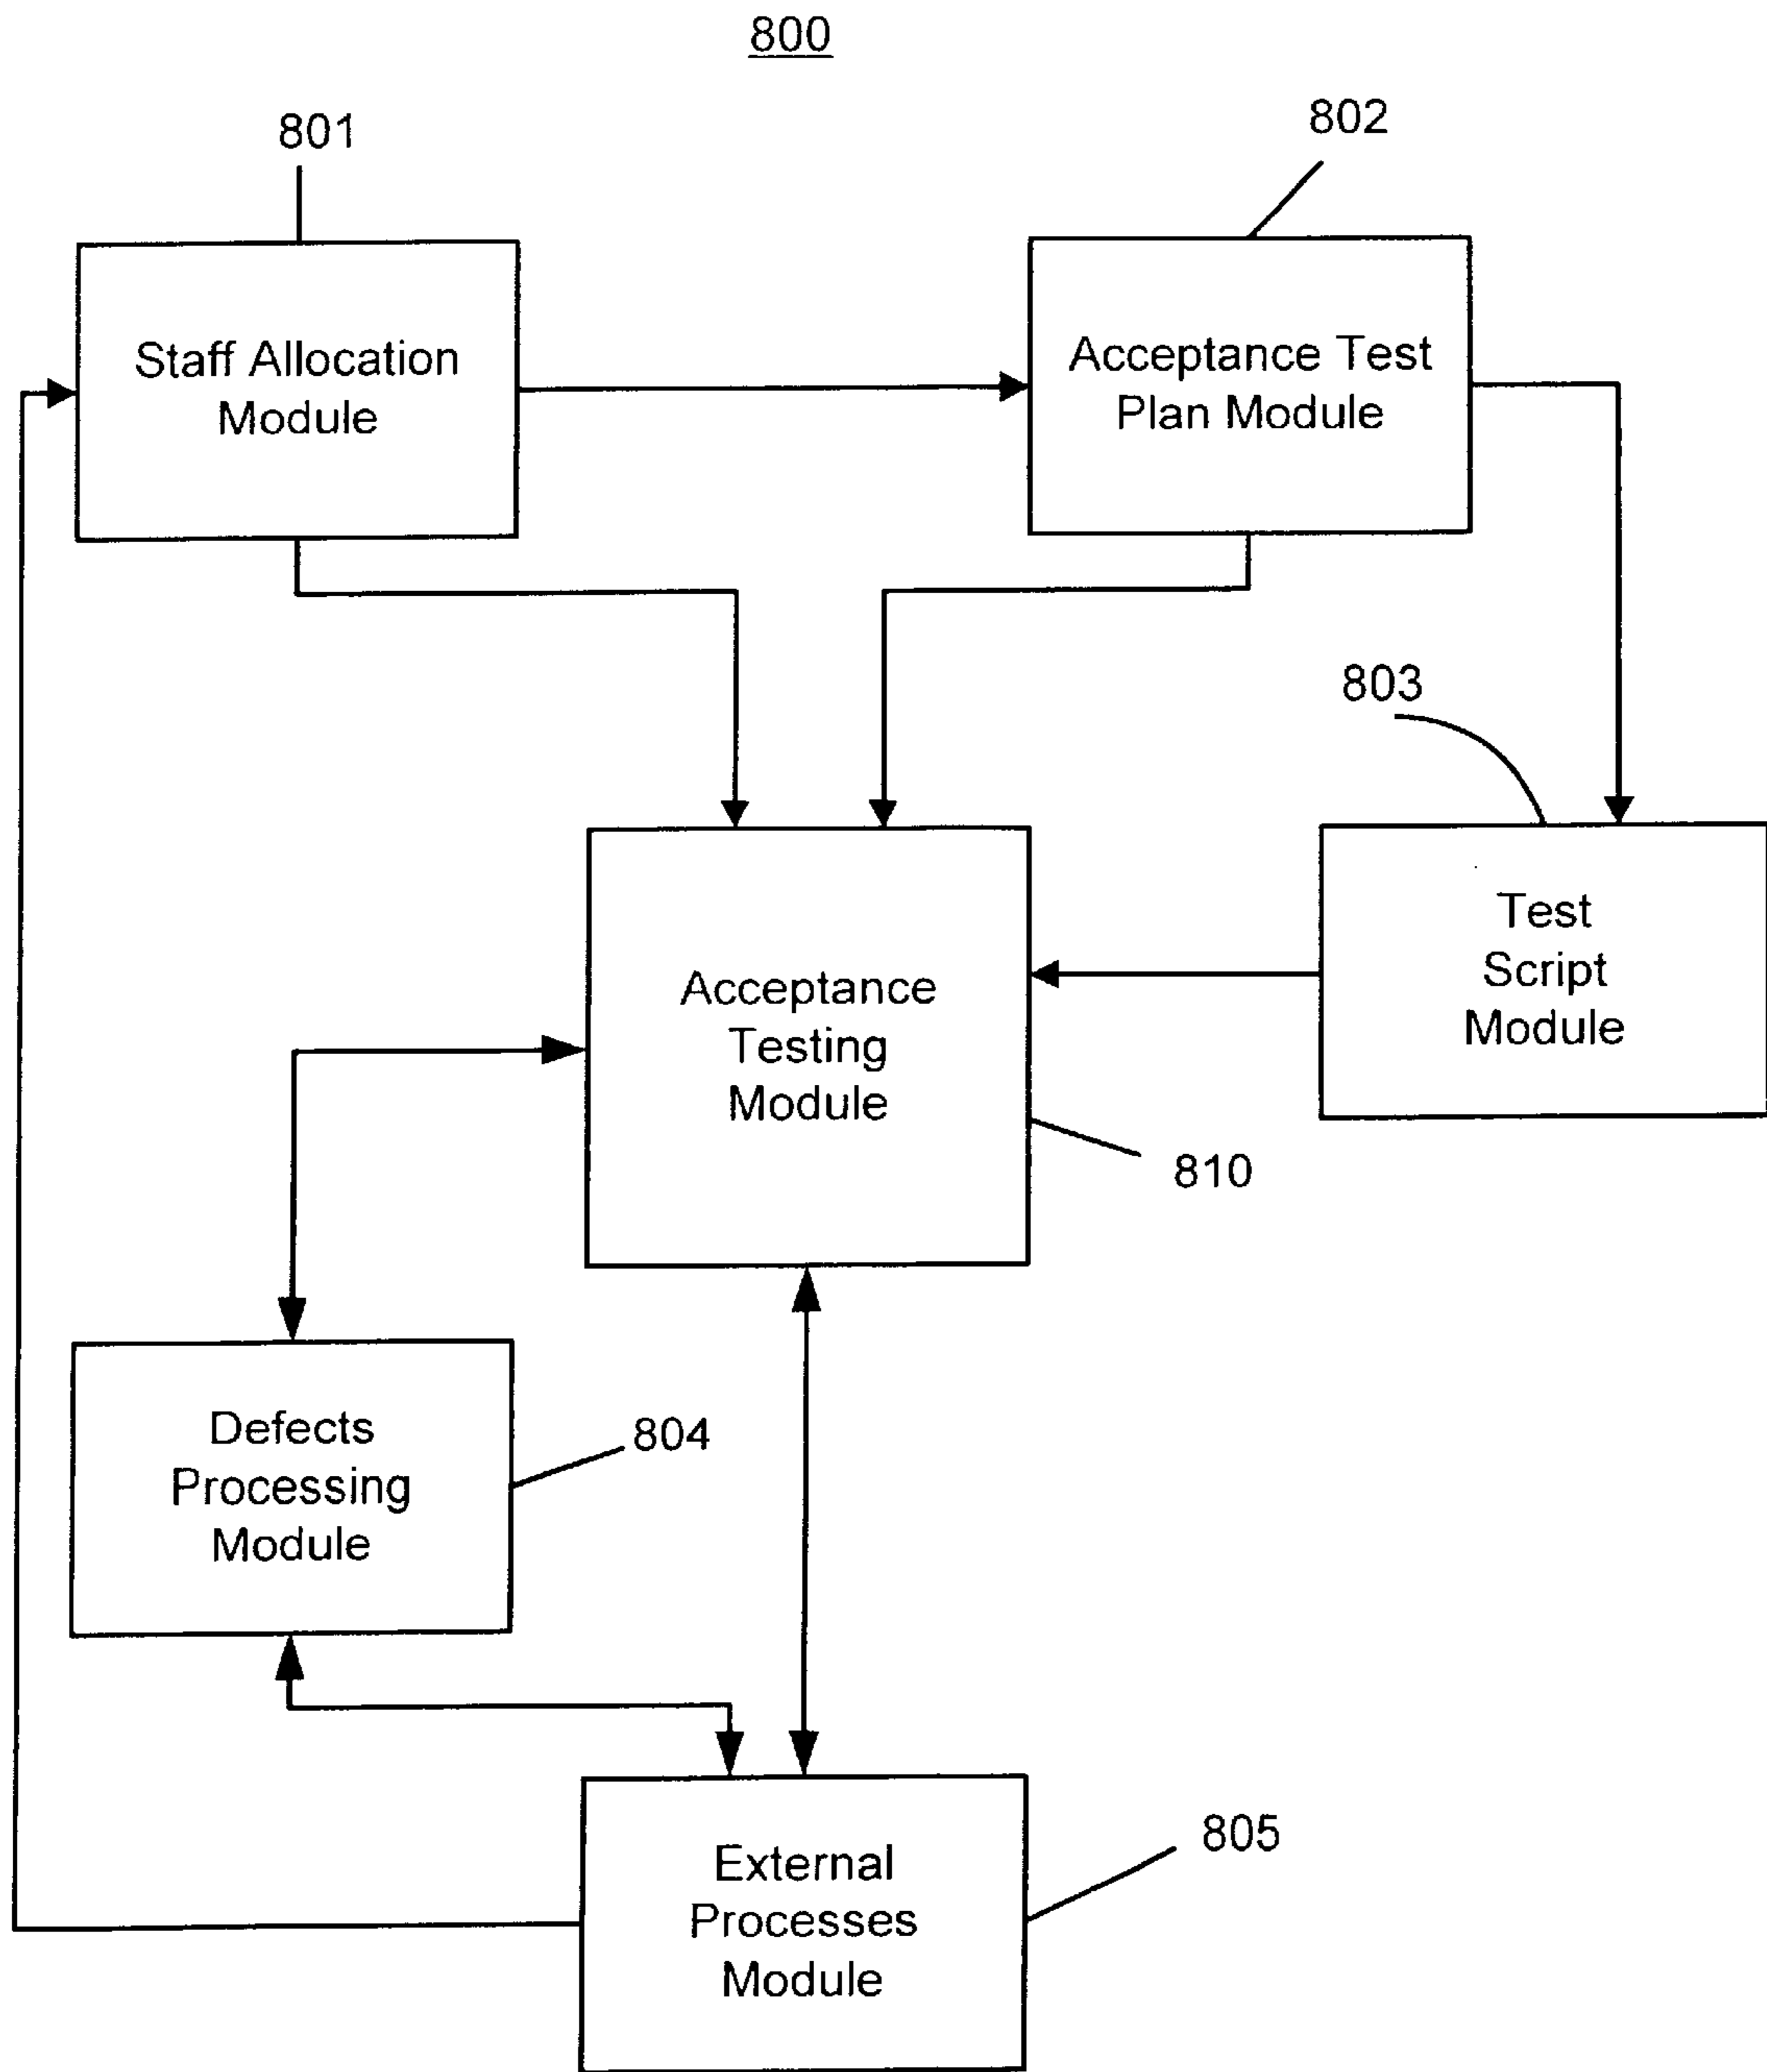 800
801
802
Staff Allocation
Module
Acceptance Test
Plan Module
803
Test
Script
Module
Acceptance
Testing
Module
810
Defects
Processing
Module
804
External
Processes
Module
805